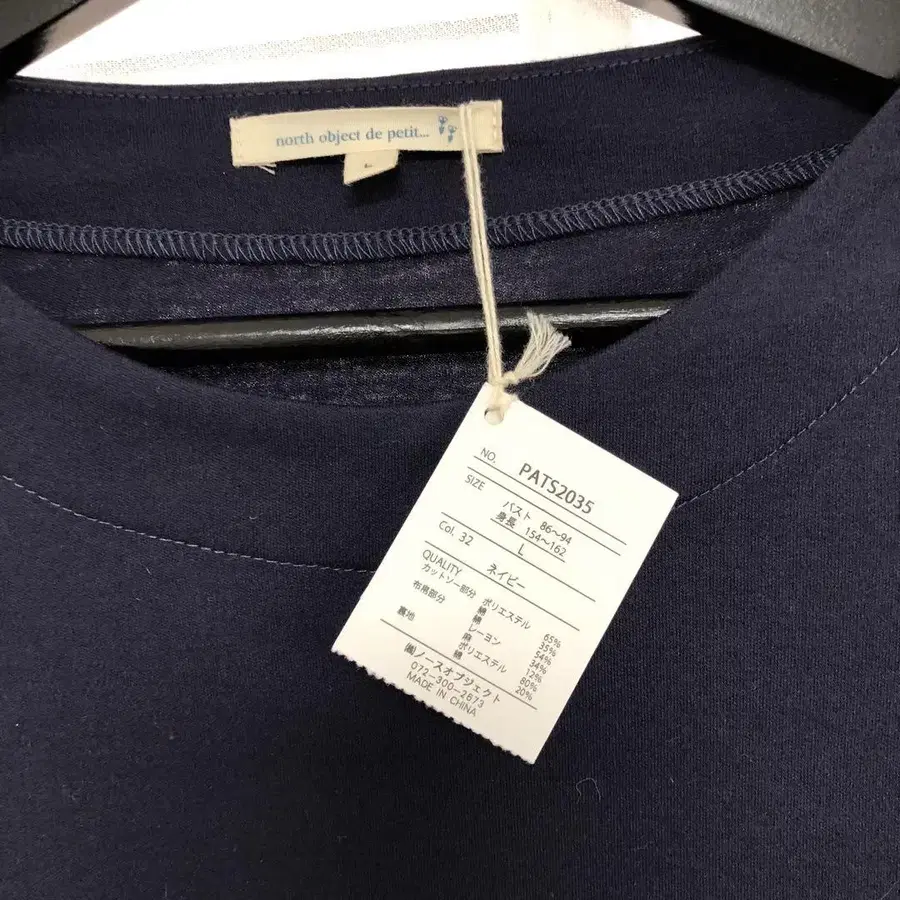 north object de petit...
L
NO. PATS2035
SIZE バスト 86〜94
身長 154〜162
L
Col. 32 ネイビー
QUALITY
カットソー部分 ポリエステル 65%
綿 35%
布帛部分 綿 54%
レーヨン 34%
麻 12%
裏地 ポリエステル 80%
綿 20%
㈱ノースオブジェクト
072-300-2673
MADE IN CHINA